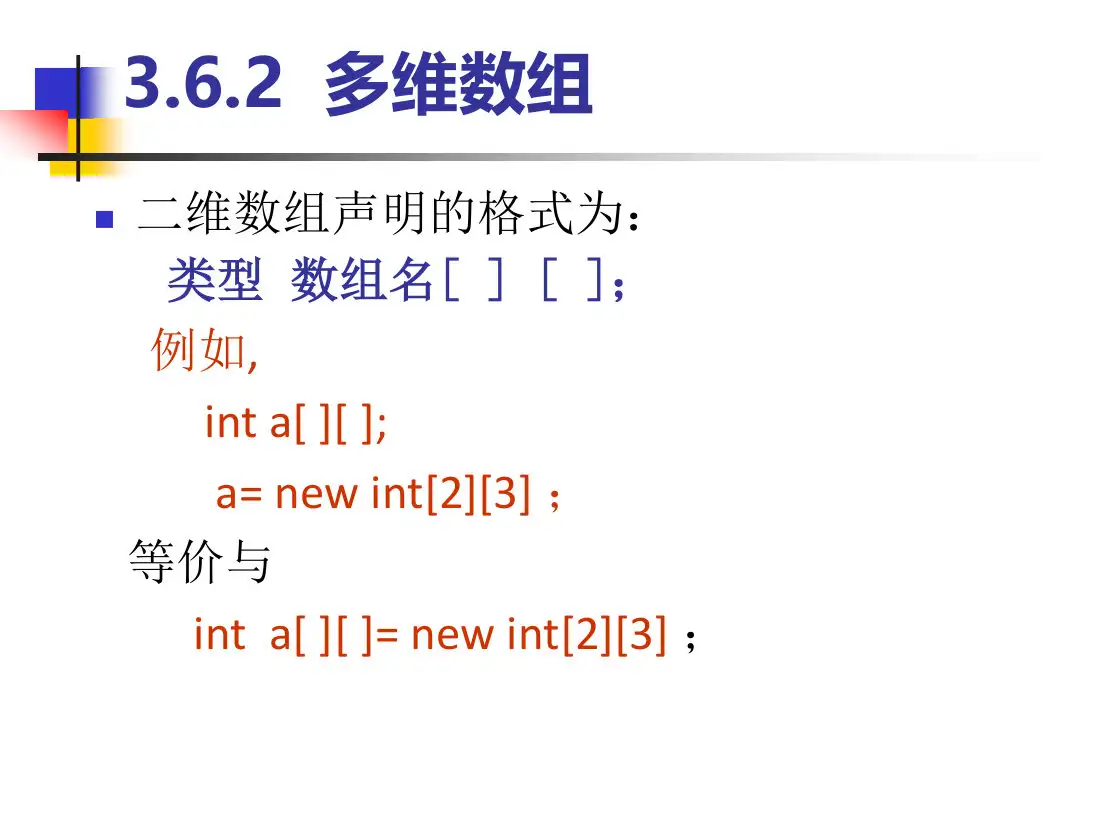 3.6.2 多维数组
二维数组声明的格式为：
类型 数组名[ ] [ ]；
例如,
int a[ ][ ];
a= new int[2][3]；
等价与
int a[ ][ ]= new int[2][3]；